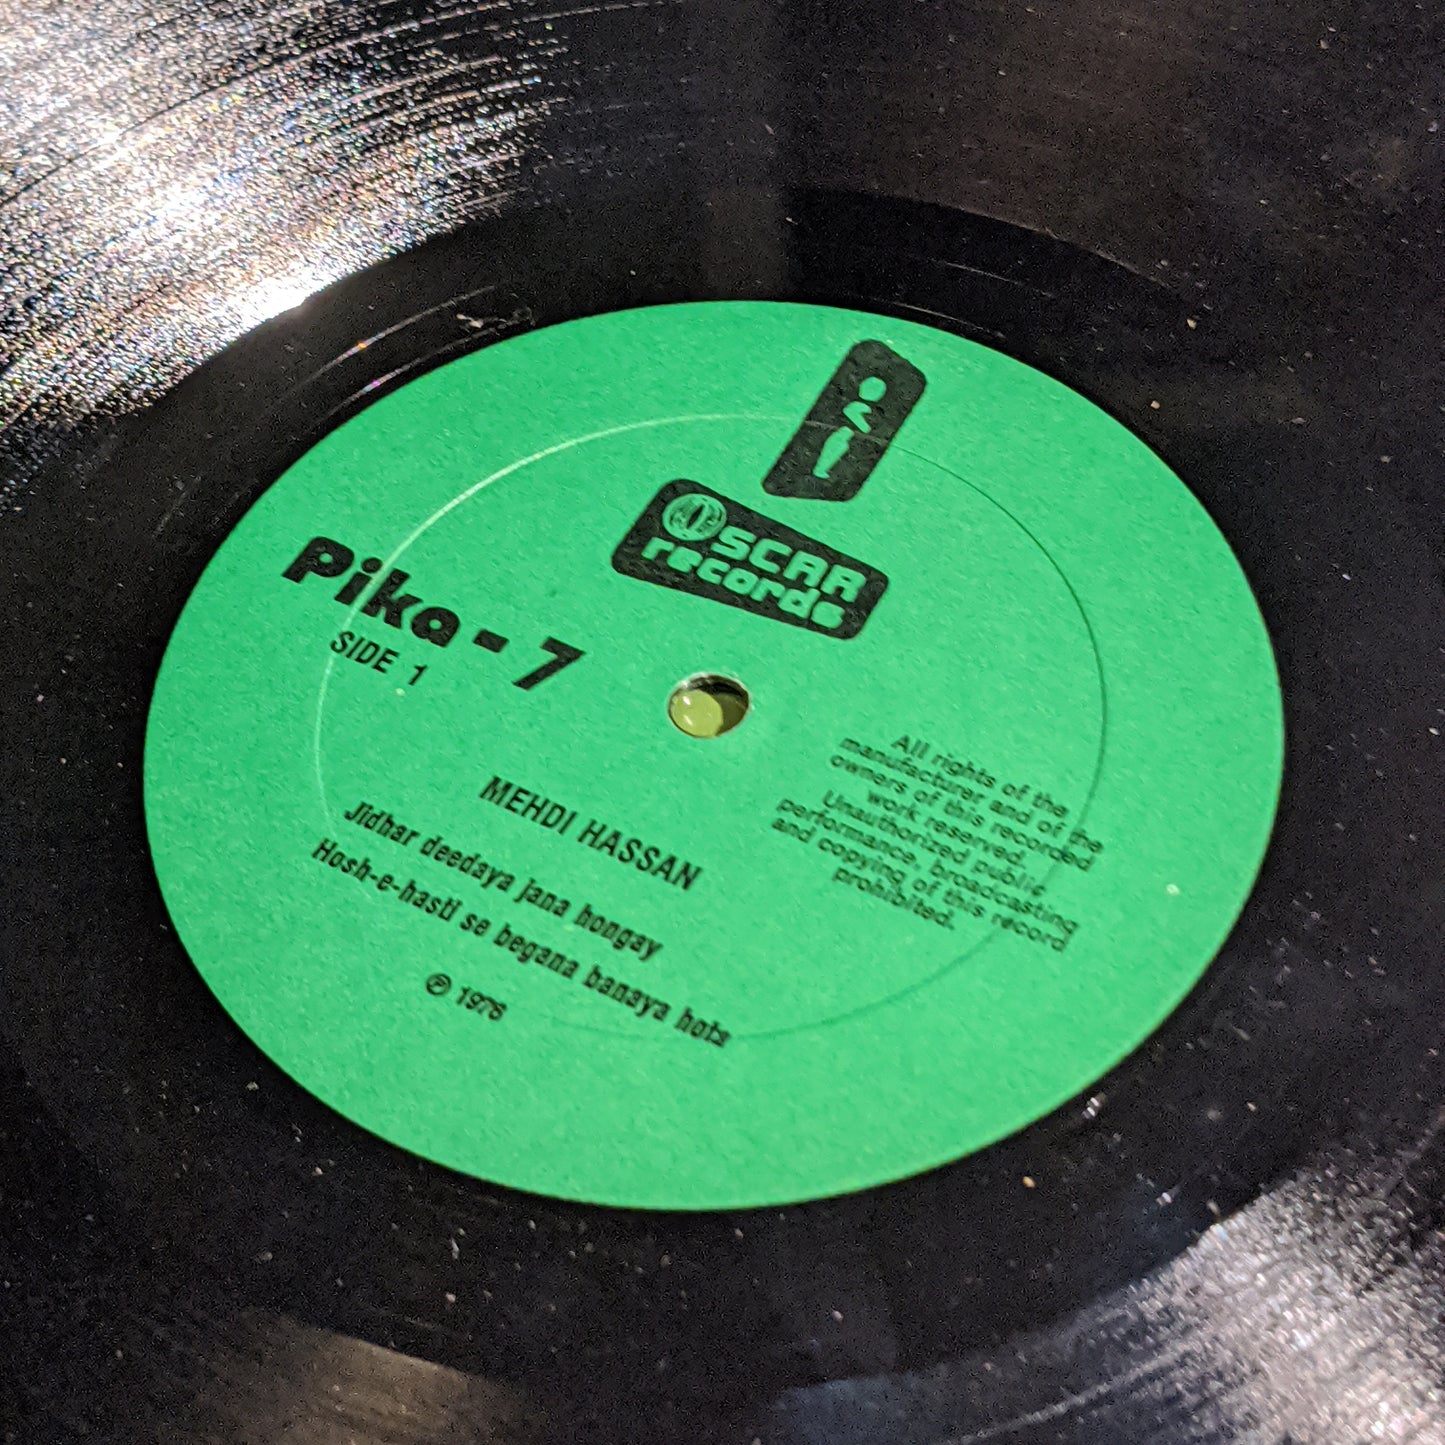 OSCAR
records
Pika - 7
SIDE 1
MEHDI HASSAN
Jidhar deedaya jana hongay
Hosh-e-hasti se begana banaya hota
℗ 1976
All rights of the
manufacturer and of the
owners of this recorded
work reserved.
Unauthorized public
performance, broadcasting
and copying of this record
prohibited.